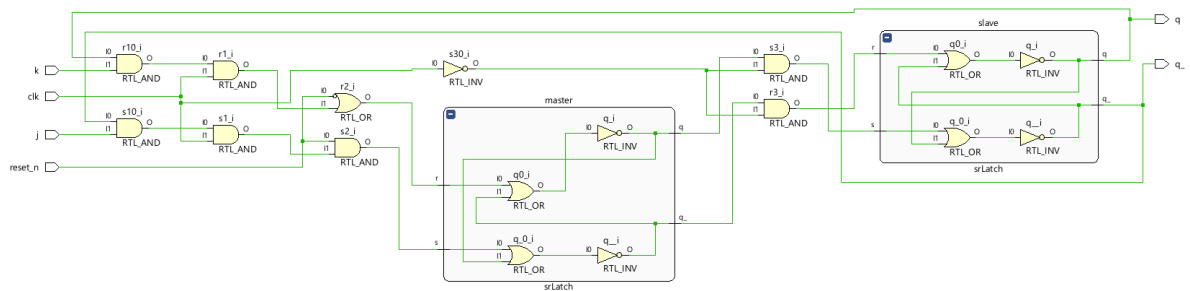 q
slave
r10_i
I0
I1
O
RTL_AND
r1_i
I0
I1
O
RTL_AND
s30_i
I0
O
RTL_INV
s3_i
I0
I1
O
RTL_AND
r
q0_i
I0
I1
O
RTL_OR
q_i
I0
O
RTL_INV
q
q_
k
clk
r2_i
I0
I1
O
RTL_OR
master
r3_i
I0
I1
O
RTL_AND
q_
j
s10_i
I0
I1
O
RTL_AND
s1_i
I0
I1
O
RTL_AND
s2_i
I0
I1
O
RTL_AND
q_i
I0
O
RTL_INV
q
s
q_0_i
I0
I1
O
RTL_OR
q__i
I0
O
RTL_INV
srLatch
reset_n
r
q0_i
I0
I1
O
RTL_OR
q_
s
q_0_i
I0
I1
O
RTL_OR
q__i
I0
O
RTL_INV
srLatch